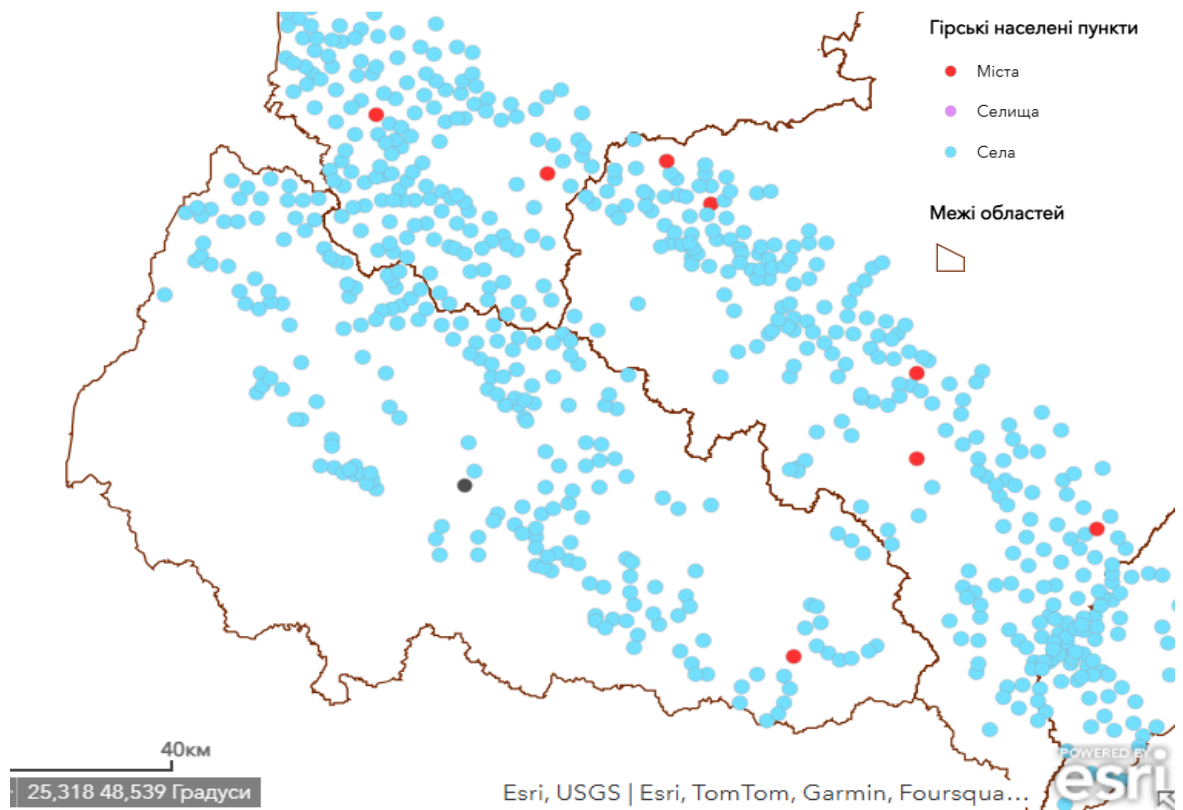 Гірські населені пункти
Міста
Селища
Села
Межі областей
40км
25,318 48,539 Градуси
Esri, USGS | Esri, TomTom, Garmin, Foursqua...
POWERED BY
esri